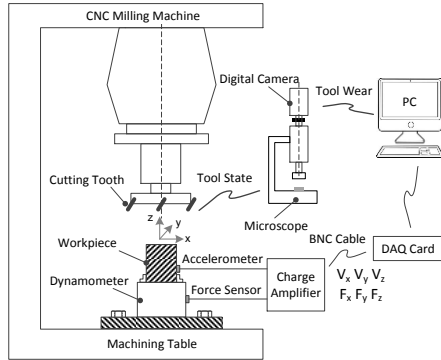 CNC Milling Machine
Digital Camera
Tool Wear
PC
Cutting Tooth
Tool State
z
y
x
Microscope
Workpiece
Accelerometer
BNC Cable
DAQ Card
Dynamometer
Force Sensor
Charge
Amplifier
Vx Vy Vz
Fx Fy Fz
Machining Table